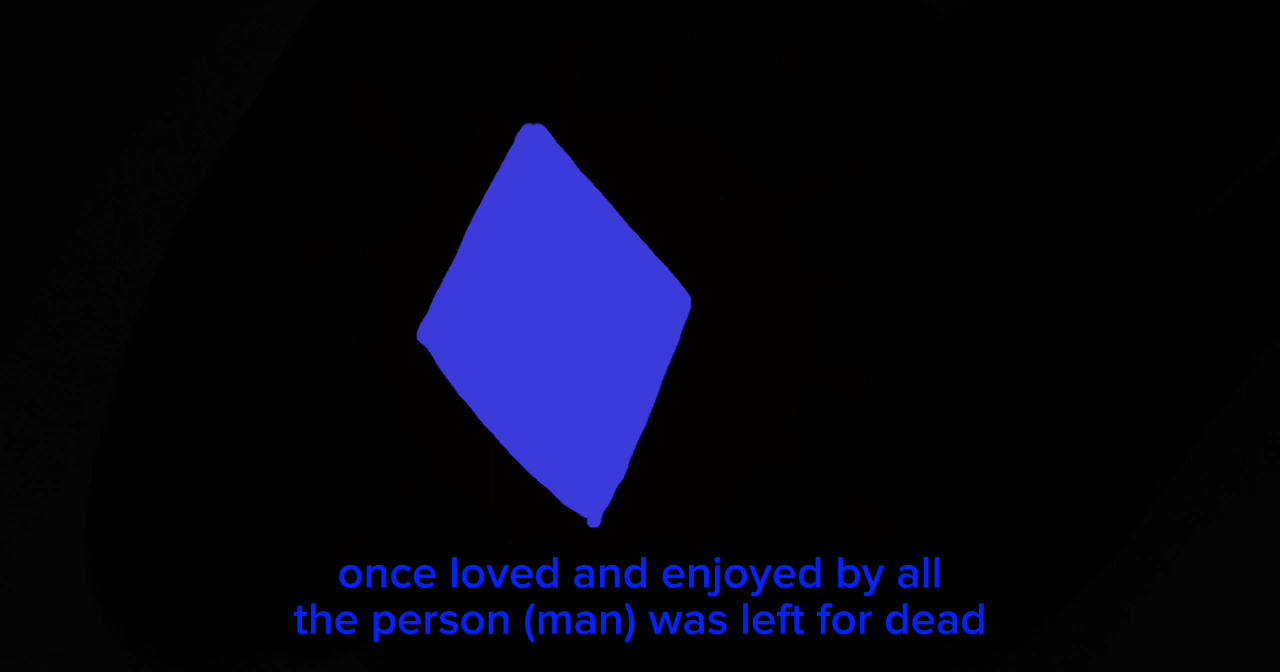 once loved and enjoyed by all
the person (man) was left for dead